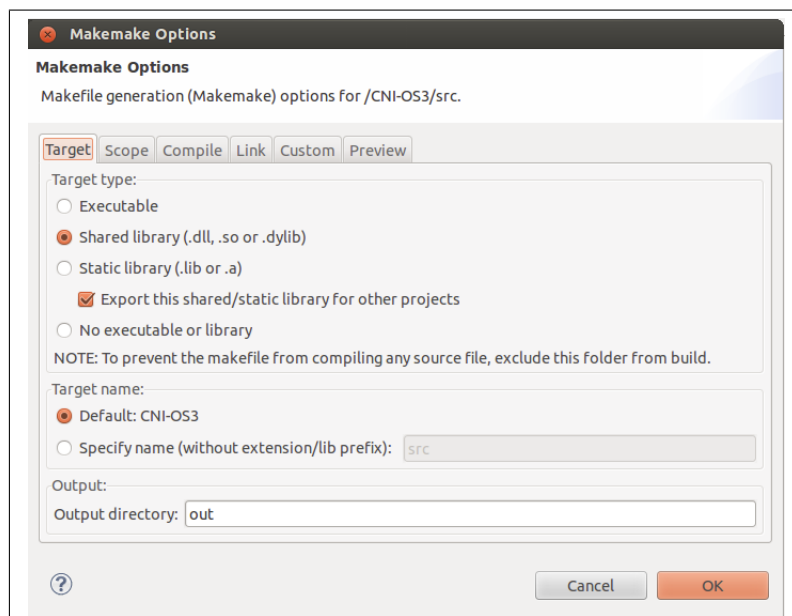 Makemake Options
Makemake Options
Makefile generation (Makemake) options for /CNI-OS3/src.
Target Scope Compile Link Custom Preview
Target type:
Executable
Shared library (.dll, .so or .dylib)
Static library (.lib or .a)
Export this shared/static library for other projects
No executable or library
NOTE: To prevent the makefile from compiling any source file, exclude this folder from build.
Target name:
Default: CNI-OS3
Specify name (without extension/lib prefix): src
Output:
Output directory: out
? Cancel OK